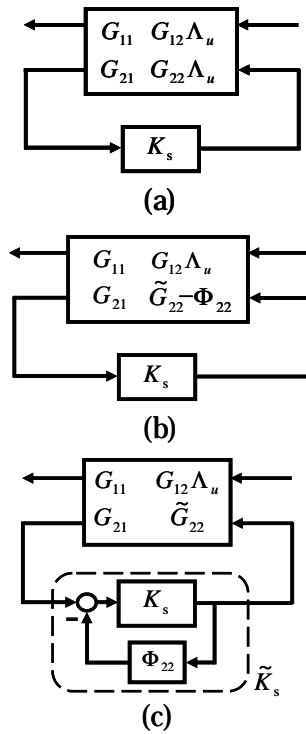 G₁₁ G₁₂Λᵤ
G₂₁ G₂₂Λᵤ
Kₛ
(a)
G₁₁ G₁₂Λᵤ
G₂₁ G̃₂₂−Φ₂₂
Kₛ
(b)
G₁₁ G₁₂Λᵤ
G₂₁ G̃₂₂
Kₛ
−
Φ₂₂
K̃ₛ
(c)